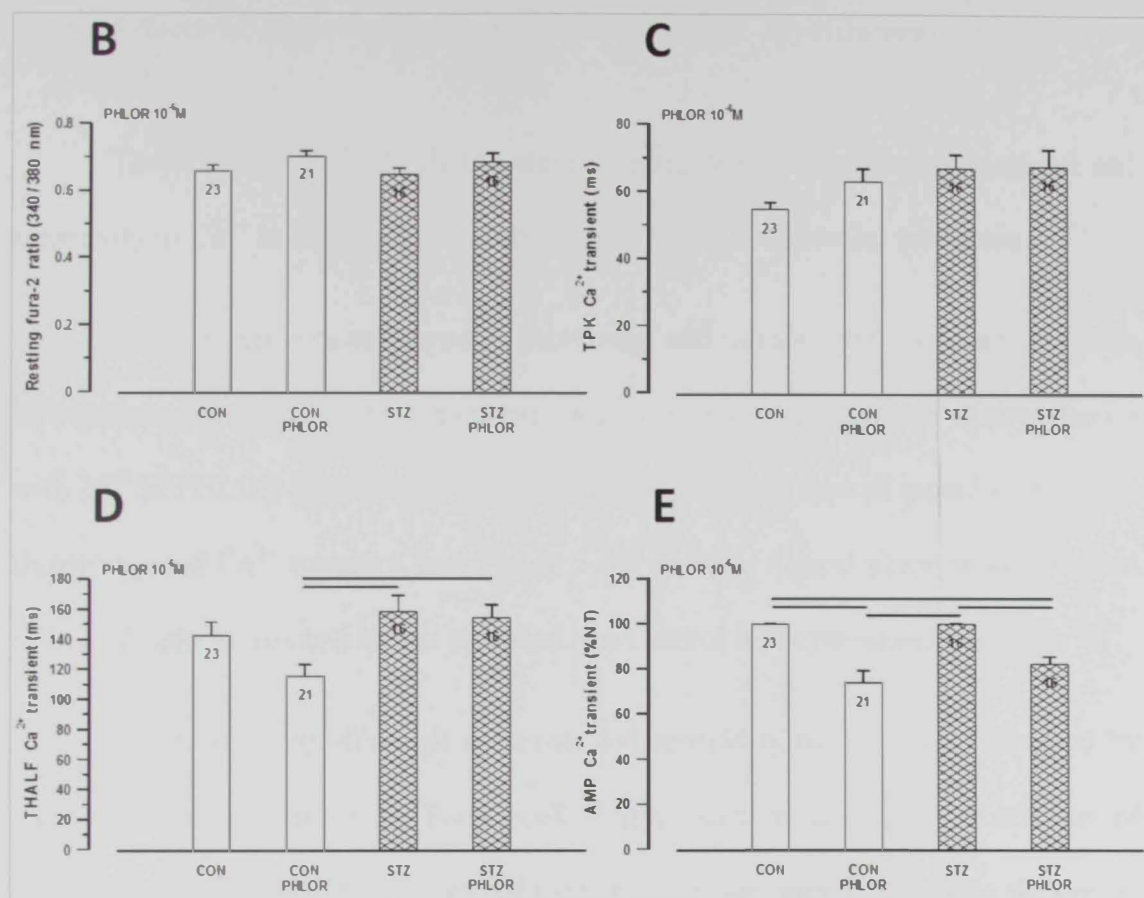 B
PHLOR 10⁻⁶M
Resting fura-2 ratio (340 / 380 nm)
0.8
0.6
0.4
0.2
0
23
21
16
16
CON
CON
PHLOR
STZ
STZ
PHLOR
C
PHLOR 10⁻⁶M
TPK Ca²⁺ transient (ms)
80
60
40
20
0
23
21
16
16
CON
CON
PHLOR
STZ
STZ
PHLOR
D
PHLOR 10⁻⁶M
THALF Ca²⁺ transient (ms)
180
160
140
120
100
80
60
40
20
0
23
21
16
16
CON
CON
PHLOR
STZ
STZ
PHLOR
E
PHLOR 10⁻⁶M
AMP Ca²⁺ transient (%NT)
120
100
80
60
40
20
0
23
21
16
16
CON
CON
PHLOR
STZ
STZ
PHLOR